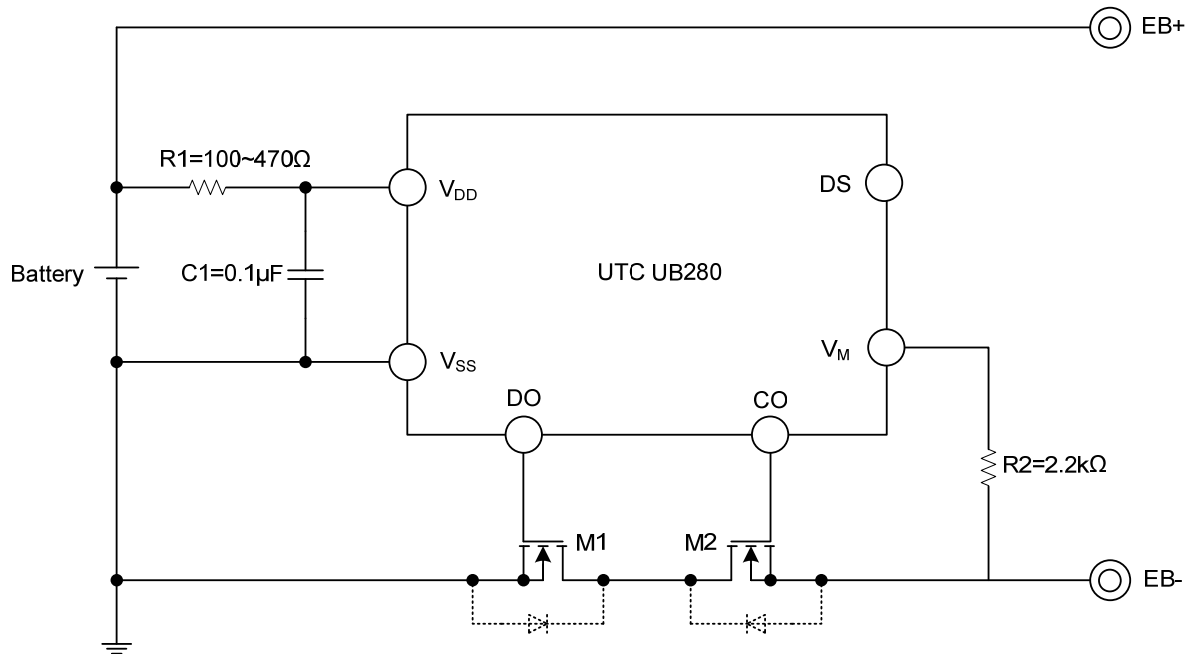 EB+
R1=100~470Ω
VDD
DS
Battery
C1=0.1μF
UTC UB280
VSS
VM
DO
CO
R2=2.2kΩ
M1
M2
EB-